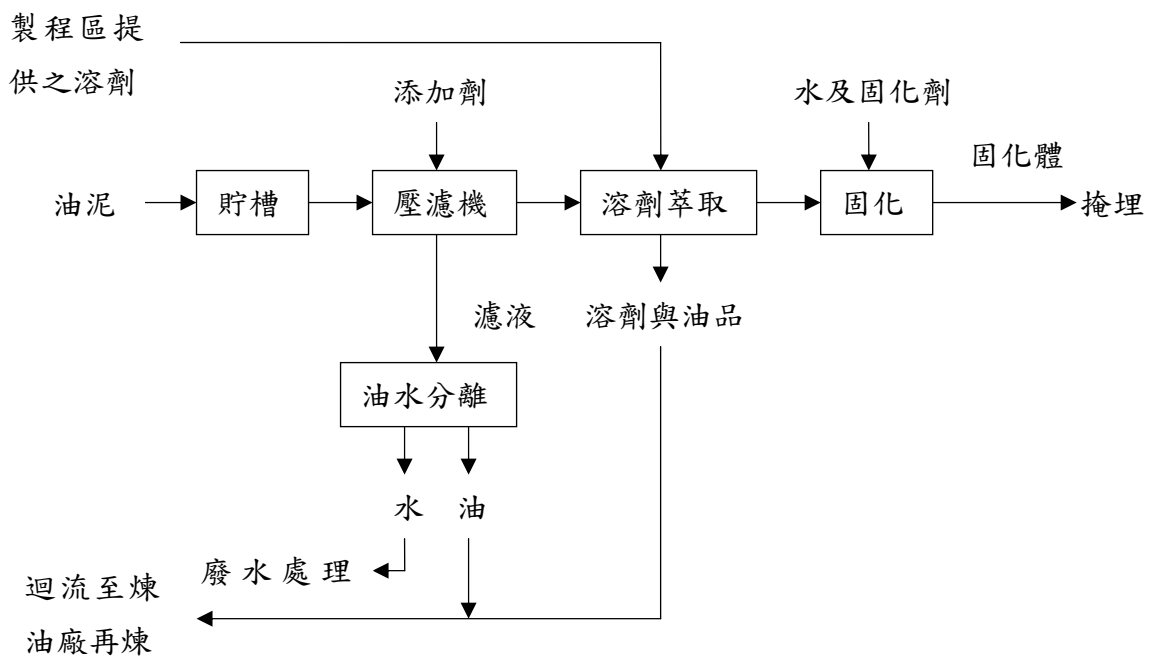 製程區提
供之溶劑
添加劑
水及固化劑
固化體
油泥
貯槽
壓濾機
溶劑萃取
固化
掩埋
濾液
溶劑與油品
油水分離
水
油
廢水處理
迴流至煉
油廠再煉